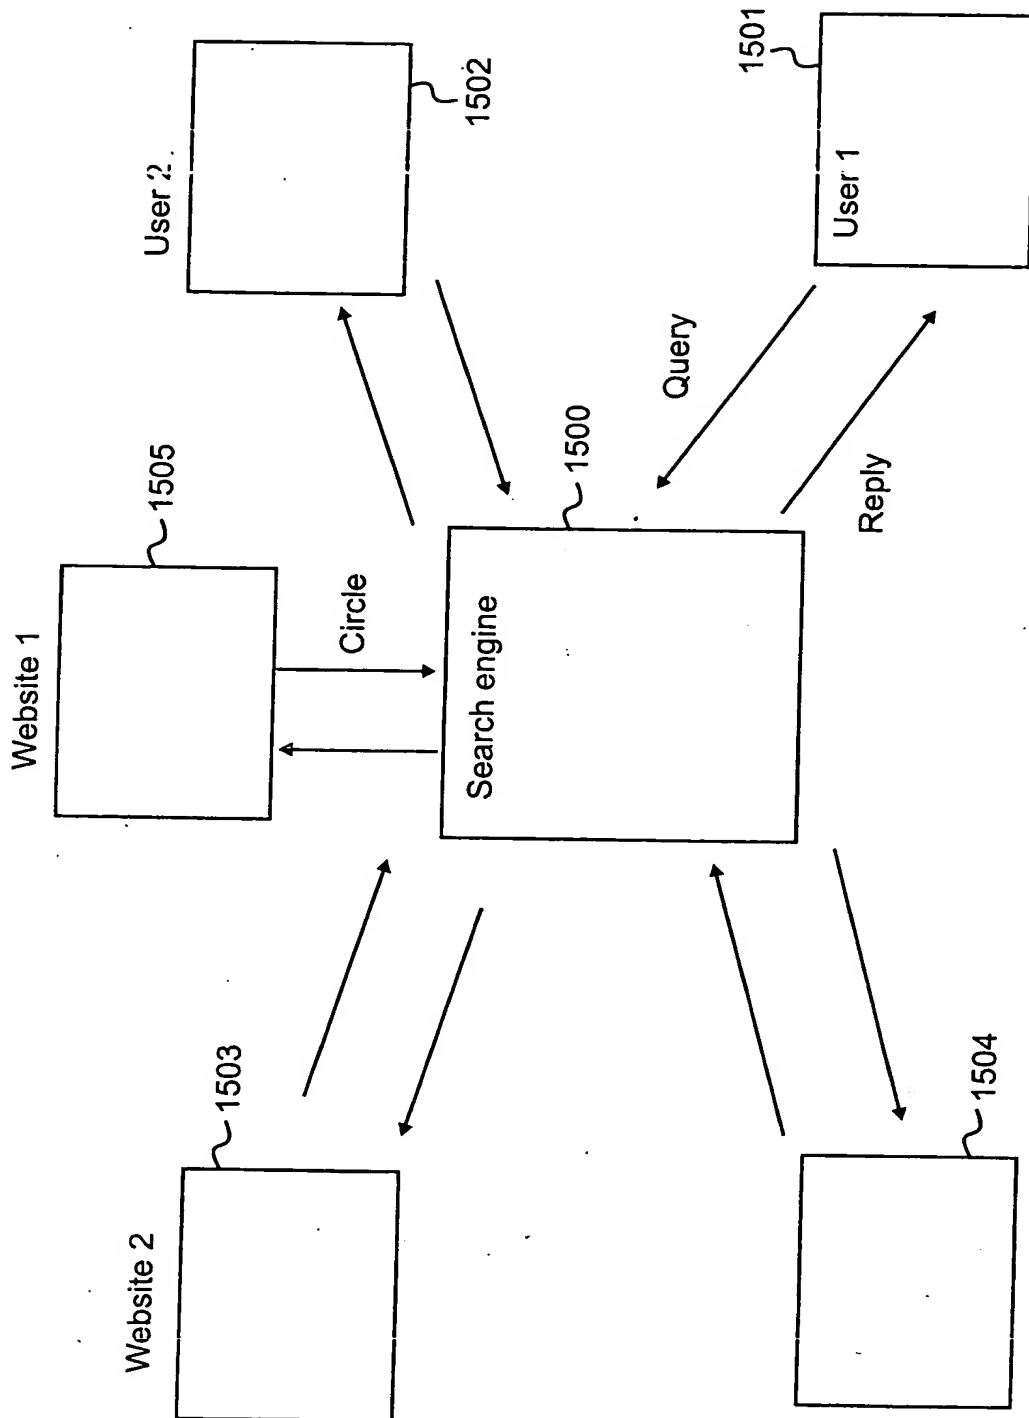 Website 2
1503
1504
Website 1
1505
Circle
Search engine
1500
User 2
1502
Query
Reply
User 1
1501